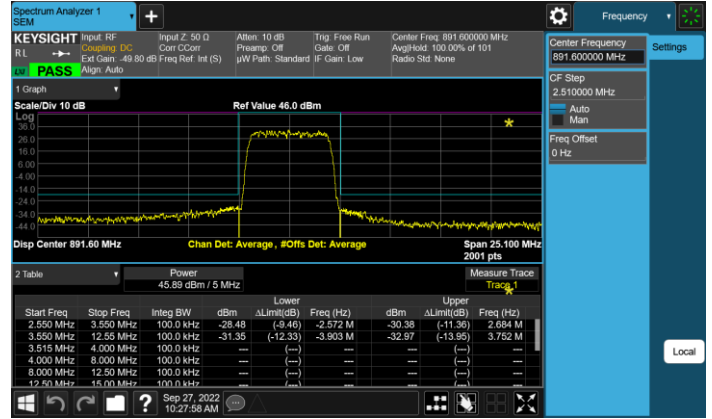 Spectrum Analyzer 1
SEM
+
Frequency
KEYSIGHT
RL
LU PASS
Input: RF
Coupling: DC
Ext Gain: -49.80 dB
Align: Auto
Input Z: 50 Ω
Corr CCorr
Freq Ref: Int (S)
Atten: 10 dB
Preamp: Off
µW Path: Standard
Trig: Free Run
Gate: Off
IF Gain: Low
Center Freq: 891.600000 MHz
Avg|Hold: 100.00% of 101
Radio Std: None
Center Frequency
891.600000 MHz
Settings
CF Step
2.510000 MHz
Auto
Man
Freq Offset
0 Hz
Local
1 Graph
Scale/Div 10 dB
Ref Value 46.0 dBm
Log
36.0
26.0
16.0
6.00
-4.00
-14.0
-24.0
-34.0
-44.0
Disp Center 891.60 MHz
Chan Det: Average, #Offs Det: Average
Span 25.100 MHz
2001 pts
2 Table
Power
45.89 dBm / 5 MHz
Measure Trace
Trace 1
Lower Upper
Start Freq Stop Freq Integ BW dBm ΔLimit(dB) Freq (Hz) dBm ΔLimit(dB) Freq (Hz)
2.550 MHz 3.550 MHz 100.0 kHz -28.48 (-9.46) -2.572 M -30.38 (-11.36) 2.684 M
3.550 MHz 12.55 MHz 100.0 kHz -31.35 (-12.33) -3.903 M -32.97 (-13.95) 3.752 M
3.515 MHz 4.000 MHz 100.0 kHz --- (---) --- --- (---) ---
4.000 MHz 8.000 MHz 100.0 kHz --- (---) --- --- (---) ---
8.000 MHz 12.50 MHz 100.0 kHz --- (---) --- --- (---) ---
12.50 MHz 15.00 MHz 100.0 kHz --- (---) --- --- (---) ---
?
Sep 27, 2022
10:27:58 AM